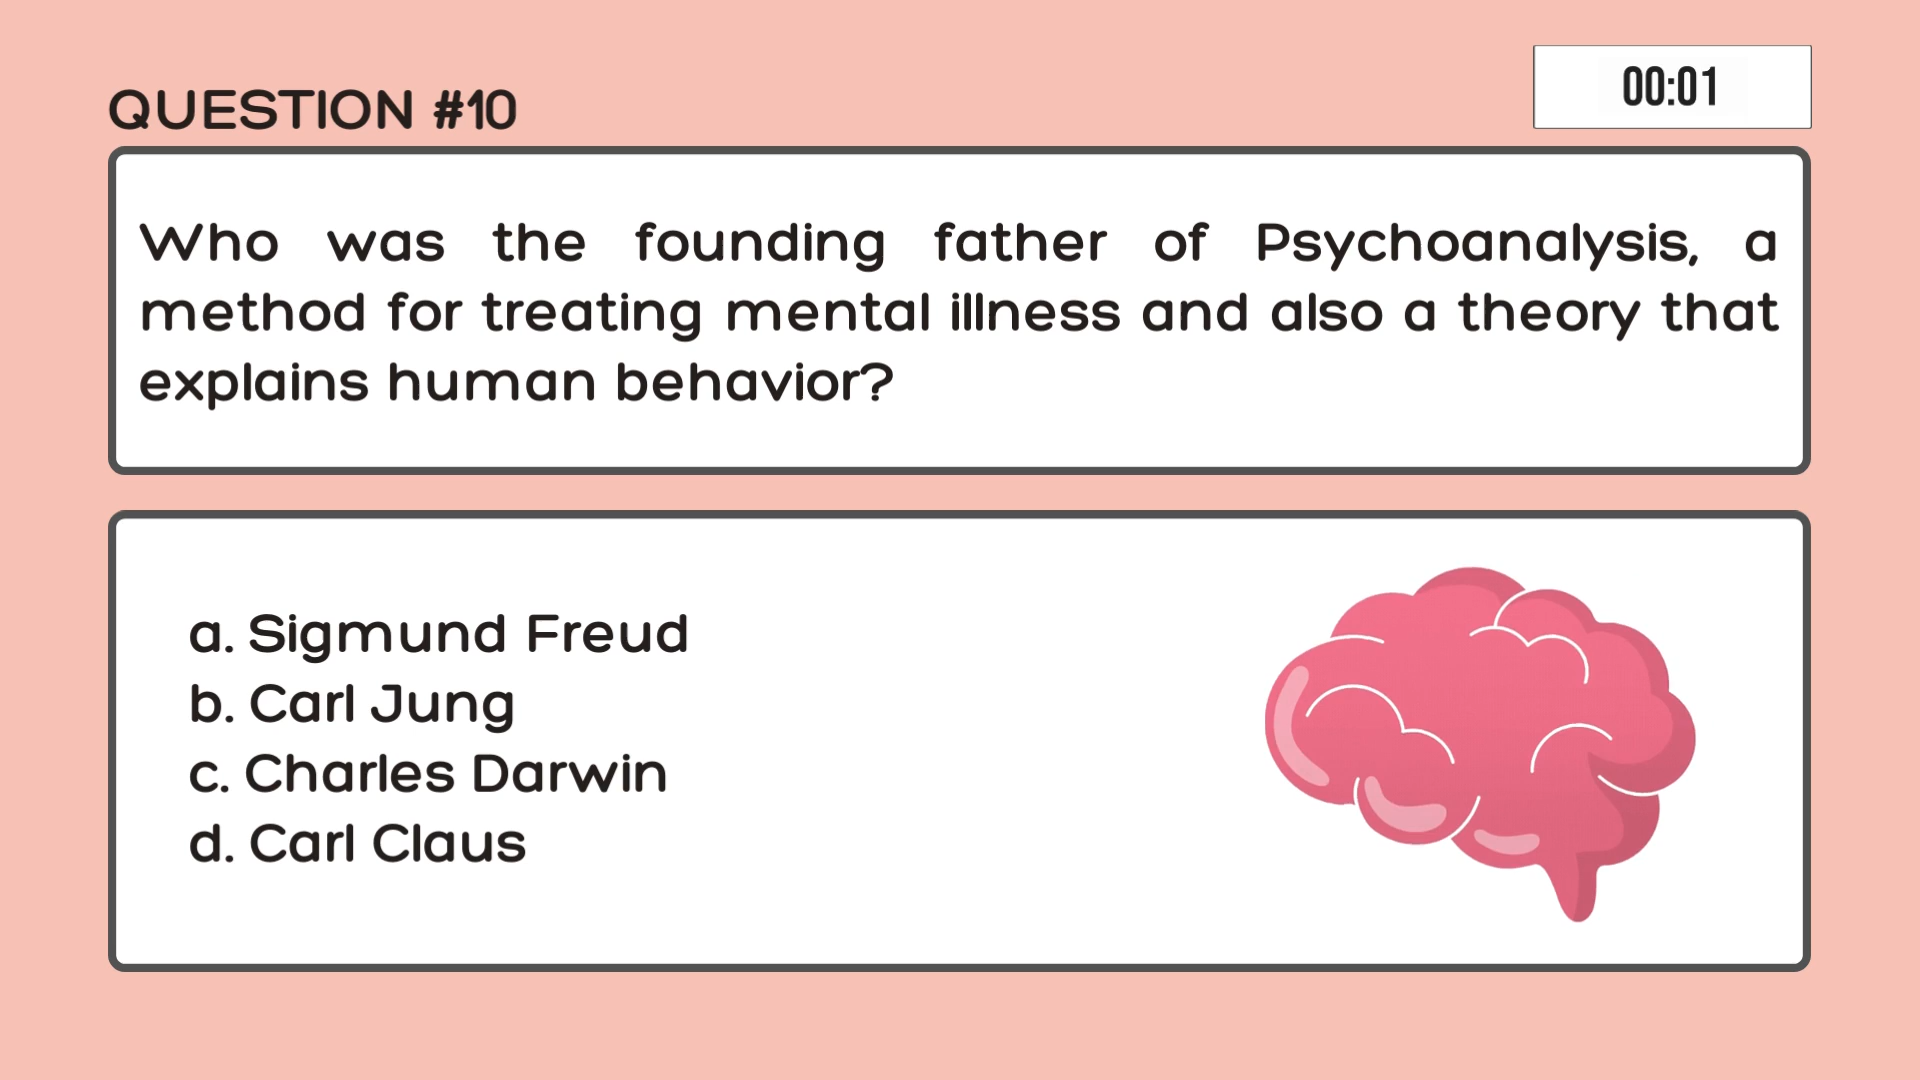 QUESTION #10
00:01
Who was the founding father of Psychoanalysis, a
method for treating mental illness and also a theory that
explains human behavior?
a. Sigmund Freud
b. Carl Jung
c. Charles Darwin
d. Carl Claus